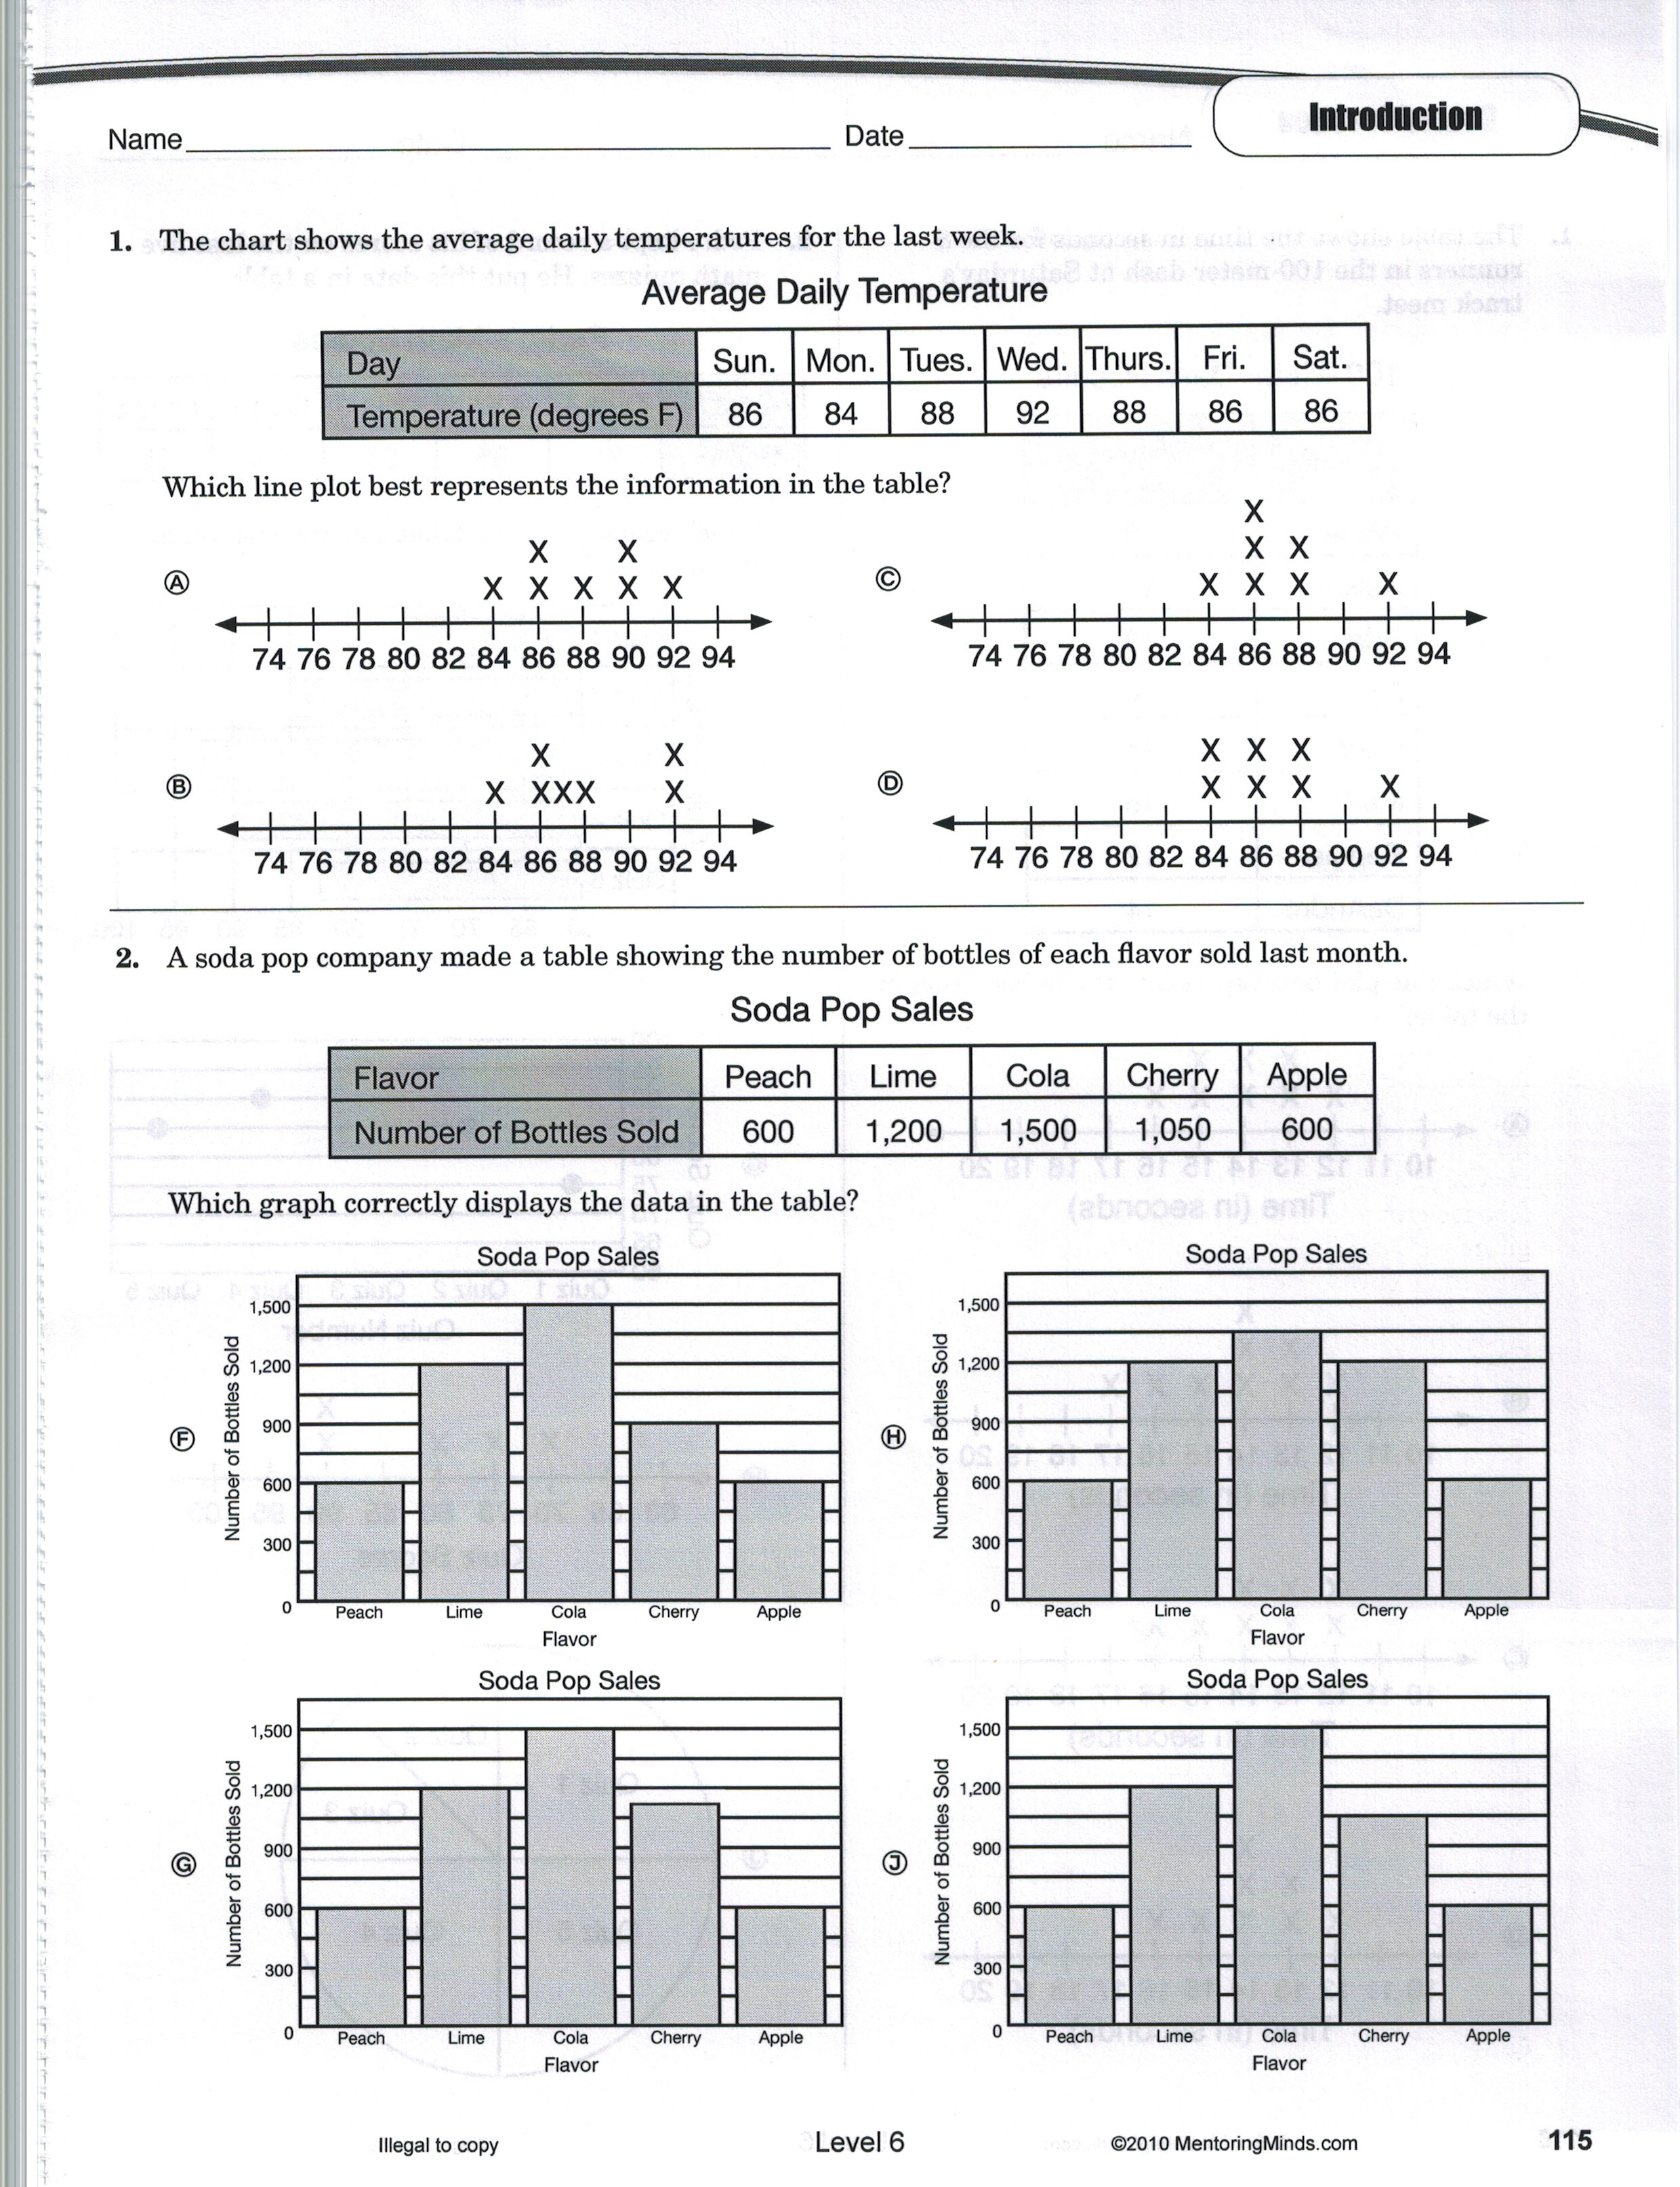 Introduction
Name Date
1. The chart shows the average daily temperatures for the last week.
Average Daily Temperature
Day Sun. Mon. Tues. Wed. Thurs. Fri. Sat.
Temperature (degrees F) 86 84 88 92 88 86 86
Which line plot best represents the information in the table?
X
X X X X X
A X X X X X C X X X X
74 76 78 80 82 84 86 88 90 92 94 74 76 78 80 82 84 86 88 90 92 94
X X X X X
B X XXX X D X X X X
74 76 78 80 82 84 86 88 90 92 94 74 76 78 80 82 84 86 88 90 92 94
2. A soda pop company made a table showing the number of bottles of each flavor sold last month.
Soda Pop Sales
Flavor Peach Lime Cola Cherry Apple
Number of Bottles Sold 600 1,200 1,500 1,050 600
Which graph correctly displays the data in the table?
F
Soda Pop Sales
Number of Bottles Sold
1,500
1,200
900
600
300
0
Peach Lime Cola Cherry Apple
Flavor
H
Soda Pop Sales
Number of Bottles Sold
1,500
1,200
900
600
300
0
Peach Lime Cola Cherry Apple
Flavor
G
Soda Pop Sales
Number of Bottles Sold
1,500
1,200
900
600
300
0
Peach Lime Cola Cherry Apple
Flavor
J
Soda Pop Sales
Number of Bottles Sold
1,500
1,200
900
600
300
0
Peach Lime Cola Cherry Apple
Flavor
Illegal to copy Level 6 ©2010 MentoringMinds.com 115